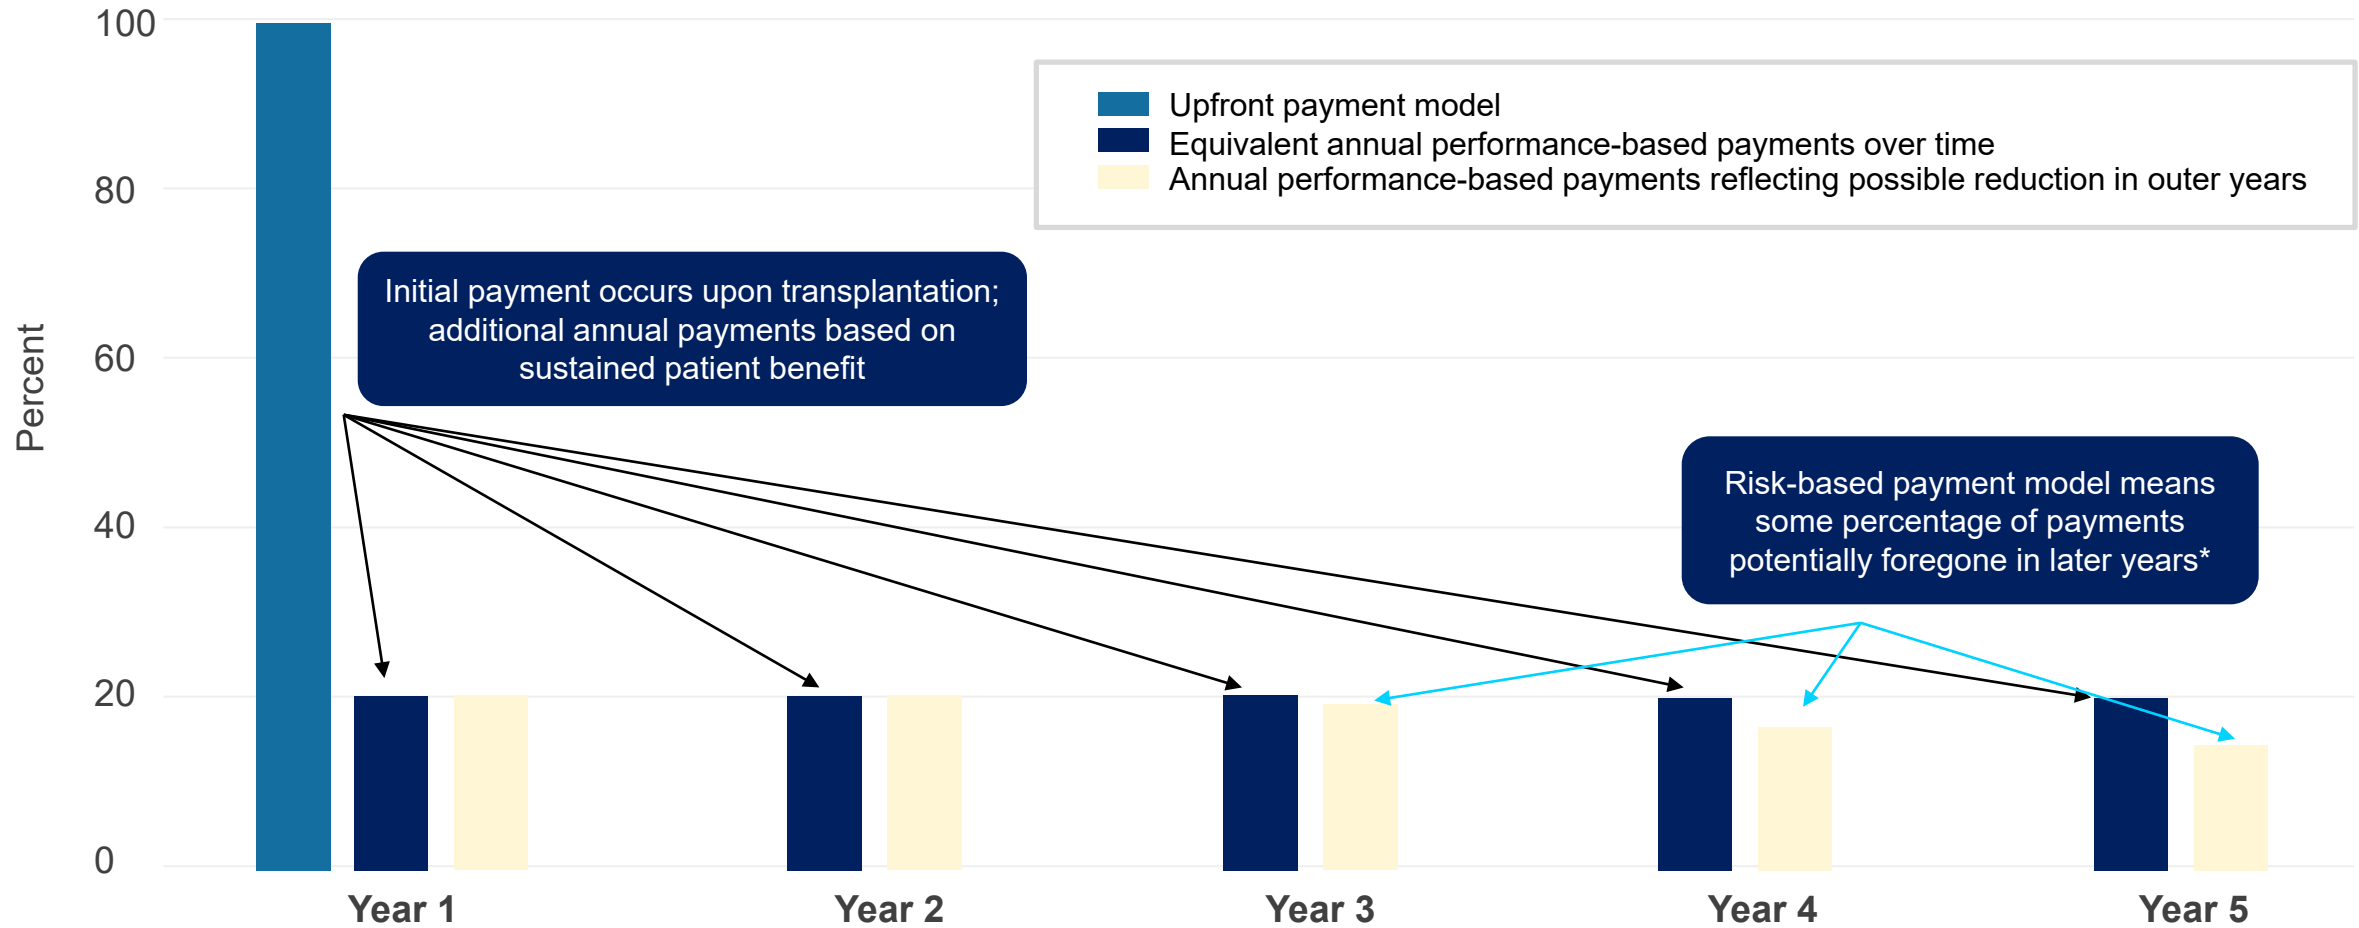 100
80
60
40
20
0
Percent
Upfront payment model
Equivalent annual performance-based payments over time
Annual performance-based payments reflecting possible reduction in outer years
Initial payment occurs upon transplantation;
additional annual payments based on
sustained patient benefit
Risk-based payment model means
some percentage of payments
potentially foregone in later years*
Year 1
Year 2
Year 3
Year 4
Year 5